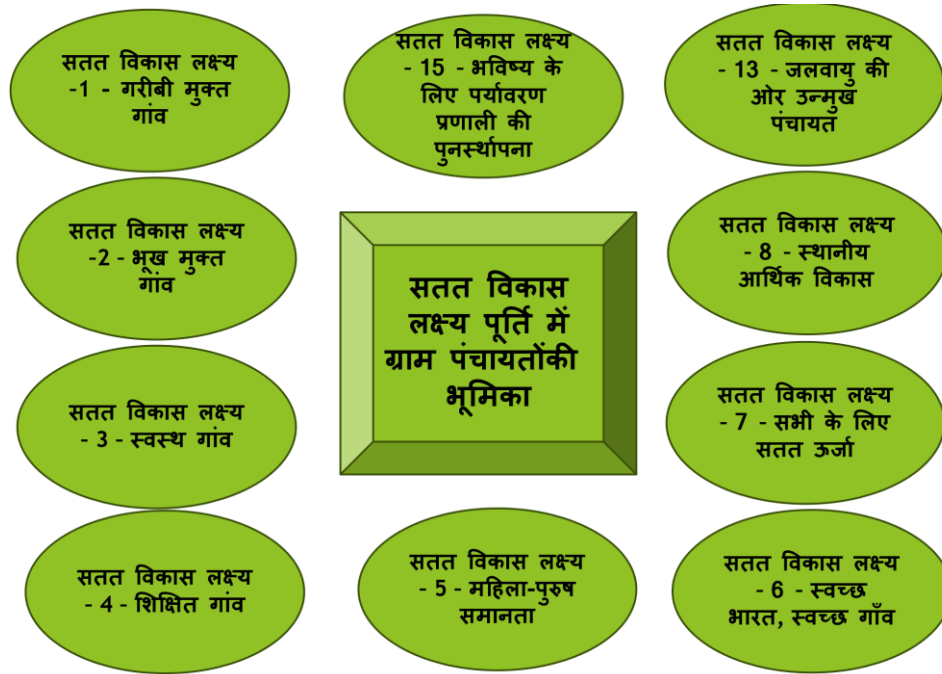 सतत विकास लक्ष्य
-1 - गरीबी मुक्त
गांव
सतत विकास लक्ष्य
- 15 - भविष्य के
लिए पर्यावरण
प्रणाली की
पुनर्स्थापना
सतत विकास लक्ष्य
- 13 - जलवायु की
ओर उन्मुख
पंचायत
सतत विकास लक्ष्य
-2 - भूख मुक्त
गांव
सतत विकास
लक्ष्य पूर्ति में
ग्राम पंचायतोंकी
भूमिका
सतत विकास लक्ष्य
- 8 - स्थानीय
आर्थिक विकास
सतत विकास लक्ष्य
- 3 - स्वस्थ गांव
सतत विकास लक्ष्य
- 7 - सभी के लिए
सतत ऊर्जा
सतत विकास लक्ष्य
- 4 - शिक्षित गांव
सतत विकास लक्ष्य
- 5 - महिला-पुरुष
समानता
सतत विकास लक्ष्य
- 6 - स्वच्छ
भारत, स्वच्छ गाँव